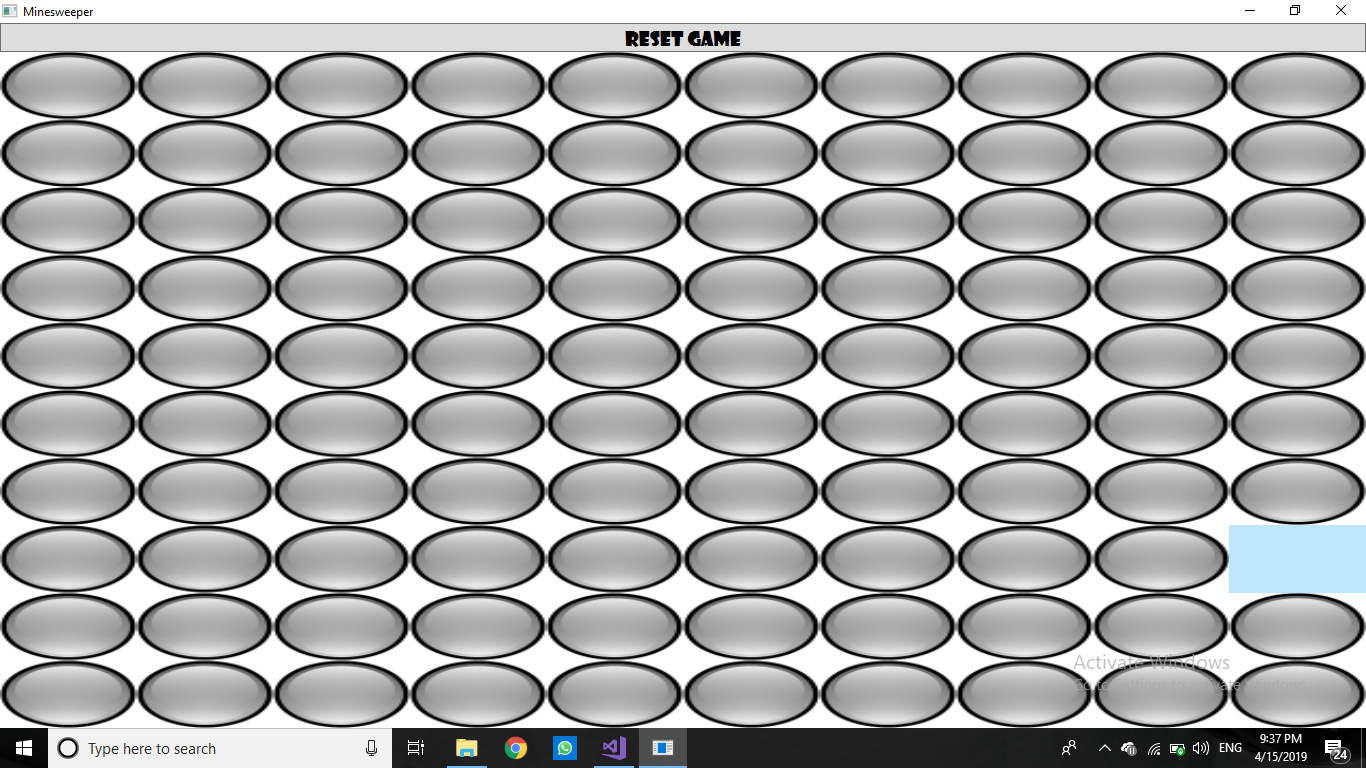 Minesweeper
RESET GAME
Activate Windows
Go to Settings to activate Windows.
Type here to search
ENG
9:37 PM
4/15/2019
24